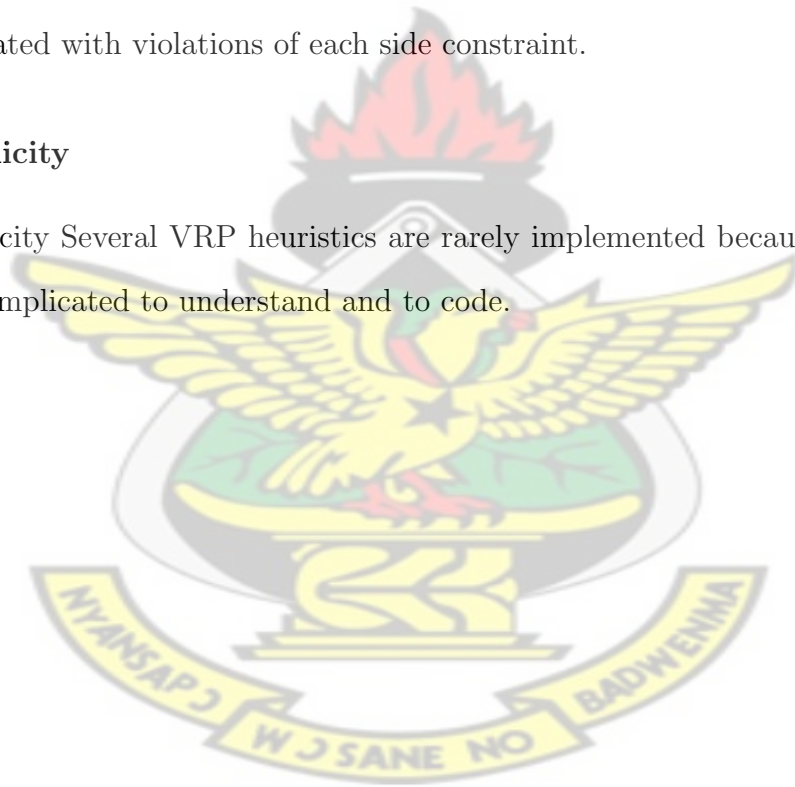 ated with violations of each side constraint.
icity
city Several VRP heuristics are rarely implemented becau
mplicated to understand and to code.
NYANSAPƆ
WƆ SANE NO
BADWENMA